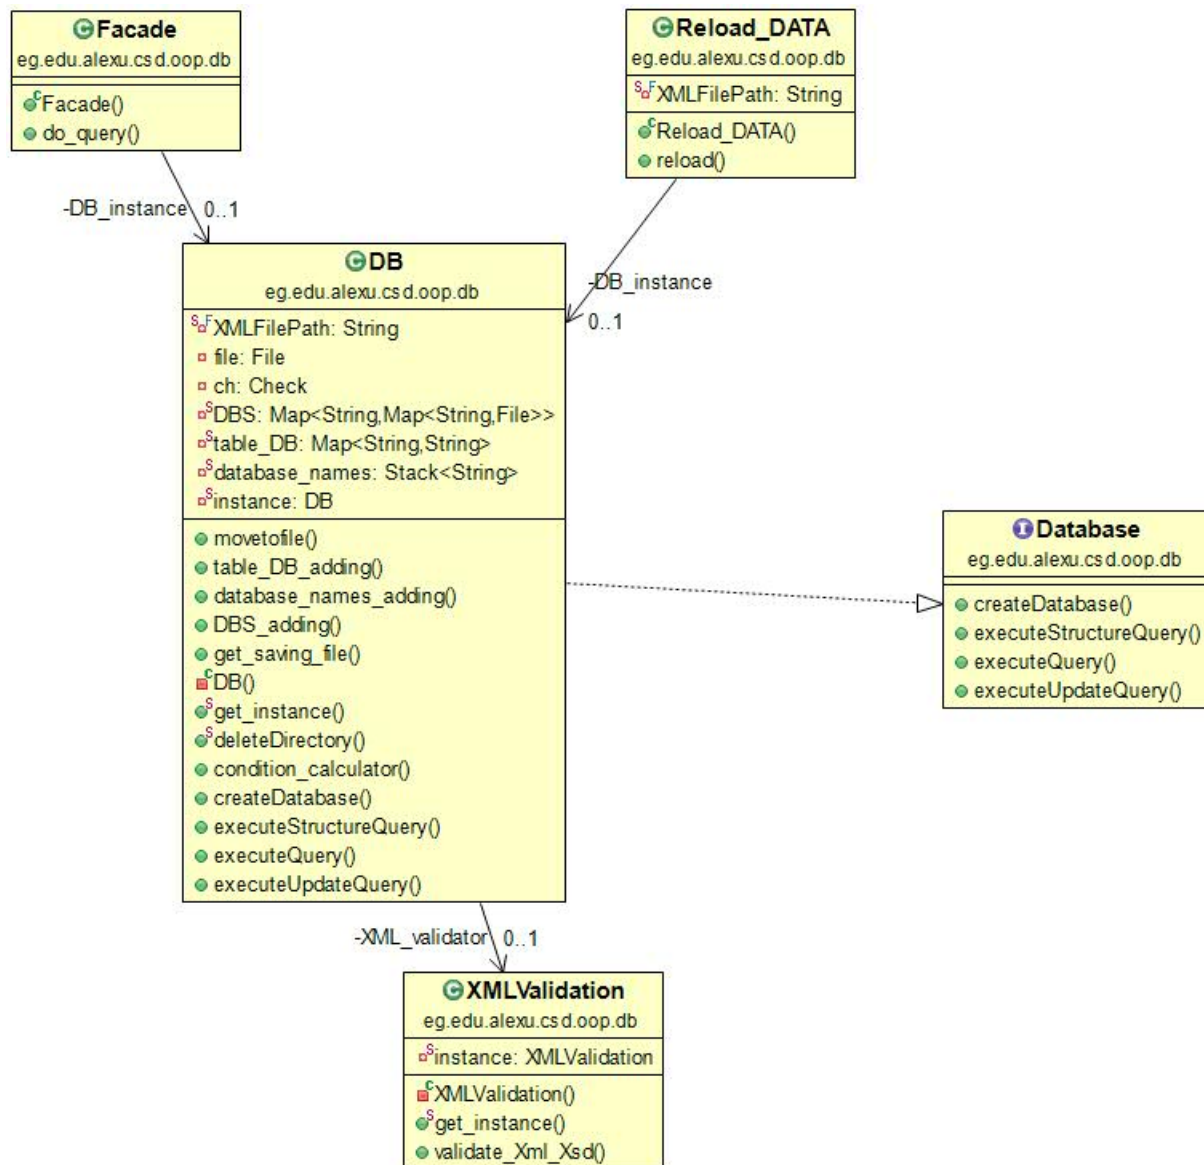 Facade
eg.edu.alexu.csd.oop.db
Facade()
do_query()
Reload_DATA
eg.edu.alexu.csd.oop.db
XMLFilePath: String
Reload_DATA()
reload()
-DB_instance 0..1
-DB_instance
0..1
DB
eg.edu.alexu.csd.oop.db
XMLFilePath: String
file: File
ch: Check
DBS: Map<String,Map<String,File>>
table_DB: Map<String,String>
database_names: Stack<String>
instance: DB
movetofile()
table_DB_adding()
database_names_adding()
DBS_adding()
get_saving_file()
DB()
get_instance()
deleteDirectory()
condition_calculator()
createDatabase()
executeStructureQuery()
executeQuery()
executeUpdateQuery()
Database
eg.edu.alexu.csd.oop.db
createDatabase()
executeStructureQuery()
executeQuery()
executeUpdateQuery()
-XML_validator 0..1
XMLValidation
eg.edu.alexu.csd.oop.db
instance: XMLValidation
XMLValidation()
get_instance()
validate_Xml_Xsd()